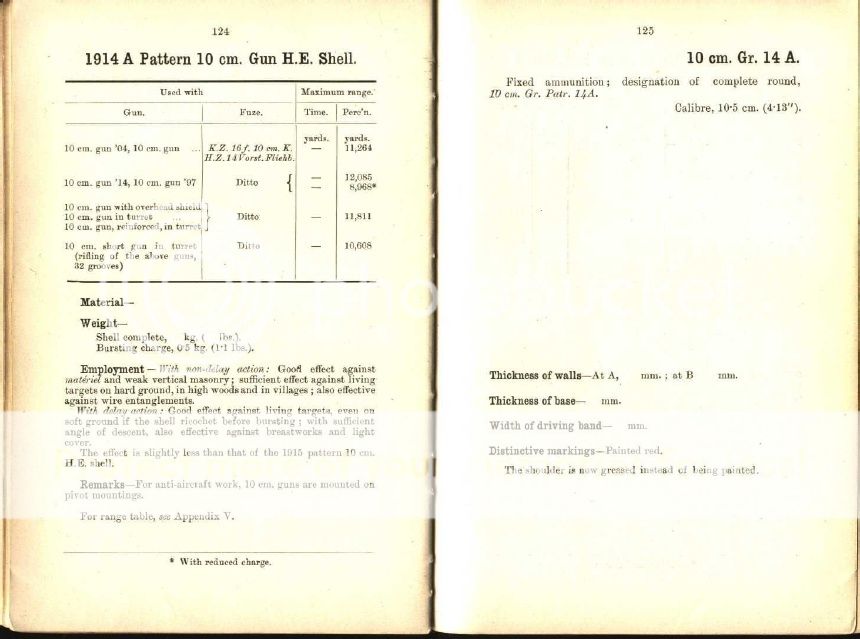 124
1914 A Pattern 10 cm. Gun H.E. Shell.
Used with Maximum range.
Gun. Fuze. Time. Perc'n.
yards. yards.
10 cm. gun '04, 10 cm. gun ... K.Z. 16 f. 10 cm. K. — 11,264
H.Z. 14 Vorst. Fliehb.
10 cm. gun '14, 10 cm. gun '97 Ditto { — 12,085
— 8,968*
10 cm. gun with overhead shield
10 cm. gun in turret ... } Ditto — 11,811
10 cm. gun, reinforced, in turret
10 cm. short gun in turret Ditto — 10,608
(rifling of the above guns,
32 grooves)
Material—
Weight—
Shell complete, kg. ( lbs.).
Bursting charge, 0·5 kg. (1·1 lbs.).
Employment — With non-delay action: Good effect against
matériel and weak vertical masonry; sufficient effect against living
targets on hard ground, in high woods and in villages; also effective
against wire entanglements.
With delay action: Good effect against living targets, even on
soft ground if the shell ricochet before bursting; with sufficient
angle of descent, also effective against breastworks and light
cover.
The effect is slightly less than that of the 1915 pattern 10 cm.
H.E. shell.
Remarks—For anti-aircraft work, 10 cm. guns are mounted on
pivot mountings.
For range table, see Appendix V.
* With reduced charge.
125
10 cm. Gr. 14 A.
Fixed ammunition; designation of complete round,
10 cm. Gr. Patr. 14A.
Calibre, 10·5 cm. (4·13").
Thickness of walls—At A, mm.; at B mm.
Thickness of base— mm.
Width of driving band— mm.
Distinctive markings—Painted red.
The shoulder is now greased instead of being painted.
photobucket